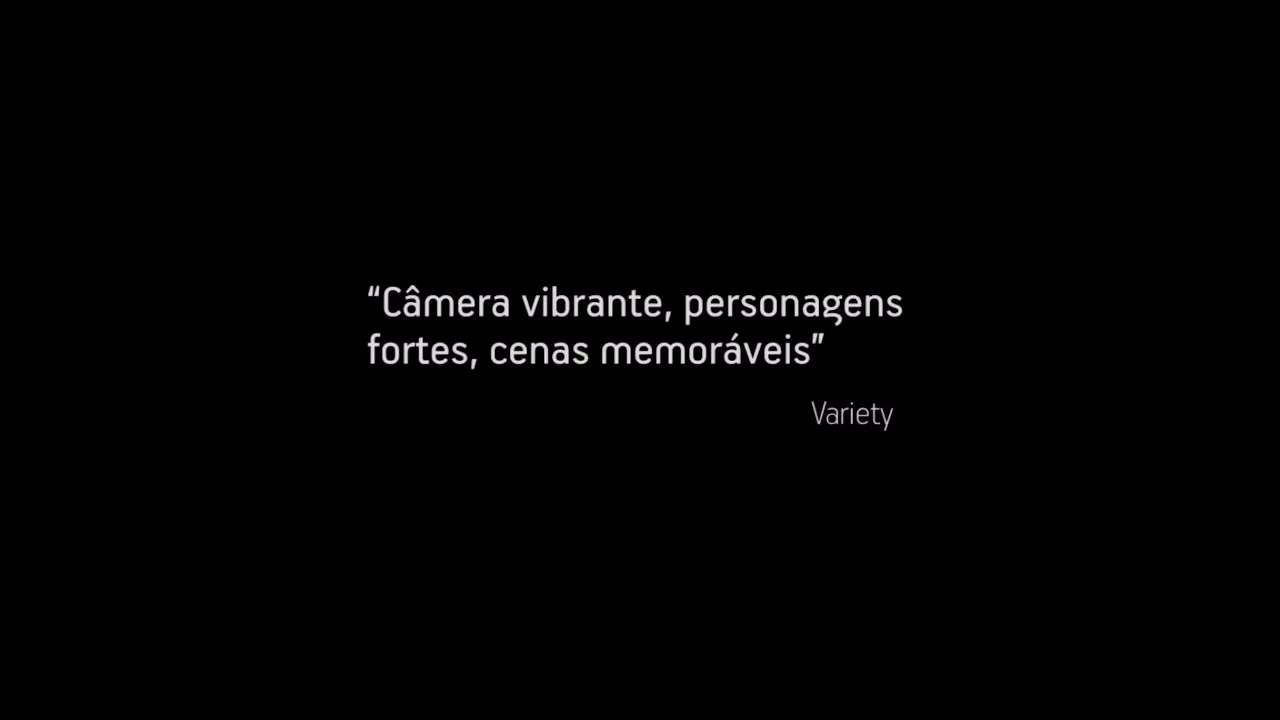 “Câmera vibrante, personagens
fortes, cenas memoráveis”
Variety